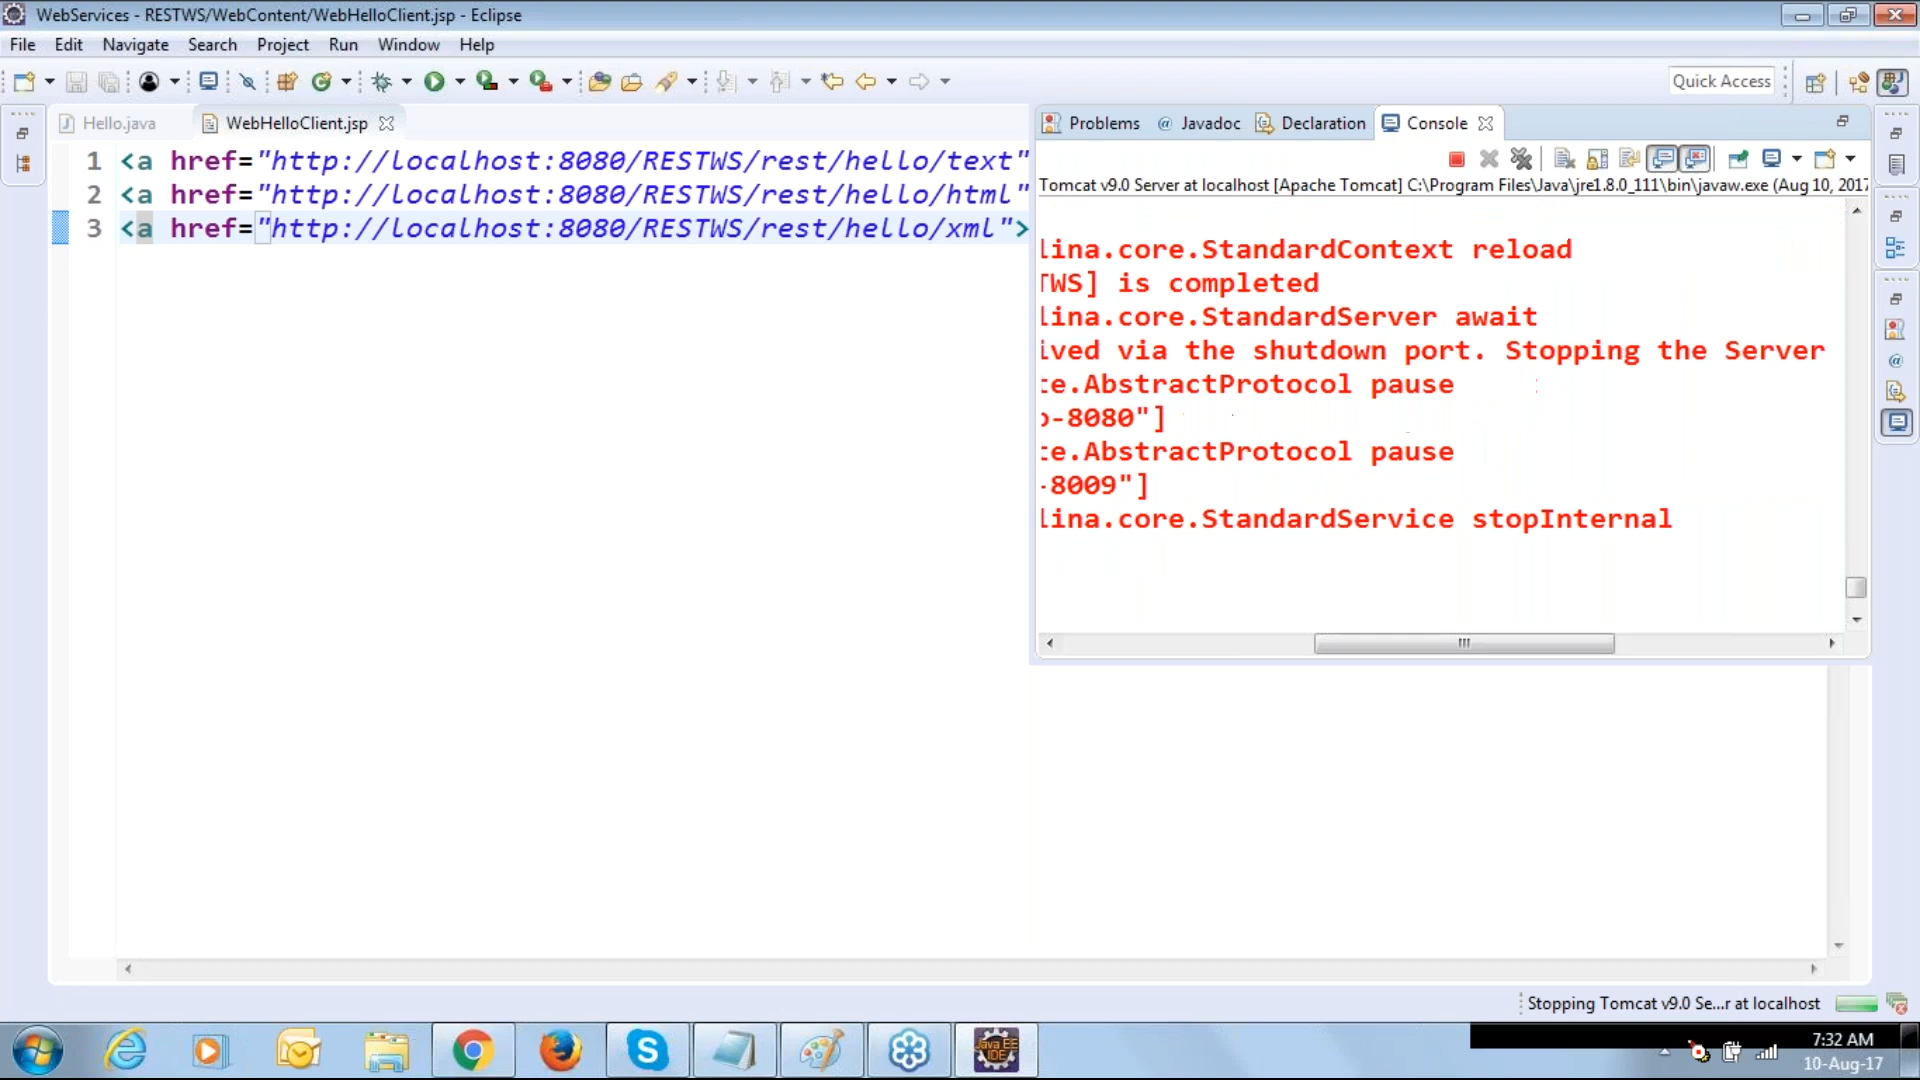 WebServices - RESTWS/WebContent/WebHelloClient.jsp - Eclipse
File Edit Navigate Search Project Run Window Help
Quick Access
Hello.java
WebHelloClient.jsp
1 <a href="http://localhost:8080/RESTWS/rest/hello/text"
2 <a href="http://localhost:8080/RESTWS/rest/hello/html"
3 <a href="http://localhost:8080/RESTWS/rest/hello/xml">
Problems @ Javadoc Declaration Console
Tomcat v9.0 Server at localhost [Apache Tomcat] C:\Program Files\Java\jre1.8.0_111\bin\javaw.exe (Aug 10, 2017
lina.core.StandardContext reload
TWS] is completed
lina.core.StandardServer await
ived via the shutdown port. Stopping the Server
te.AbstractProtocol pause
o-8080"]
te.AbstractProtocol pause
-8009"]
lina.core.StandardService stopInternal
Stopping Tomcat v9.0 Se...r at localhost
Java EE
IDE
7:32 AM
10-Aug-17